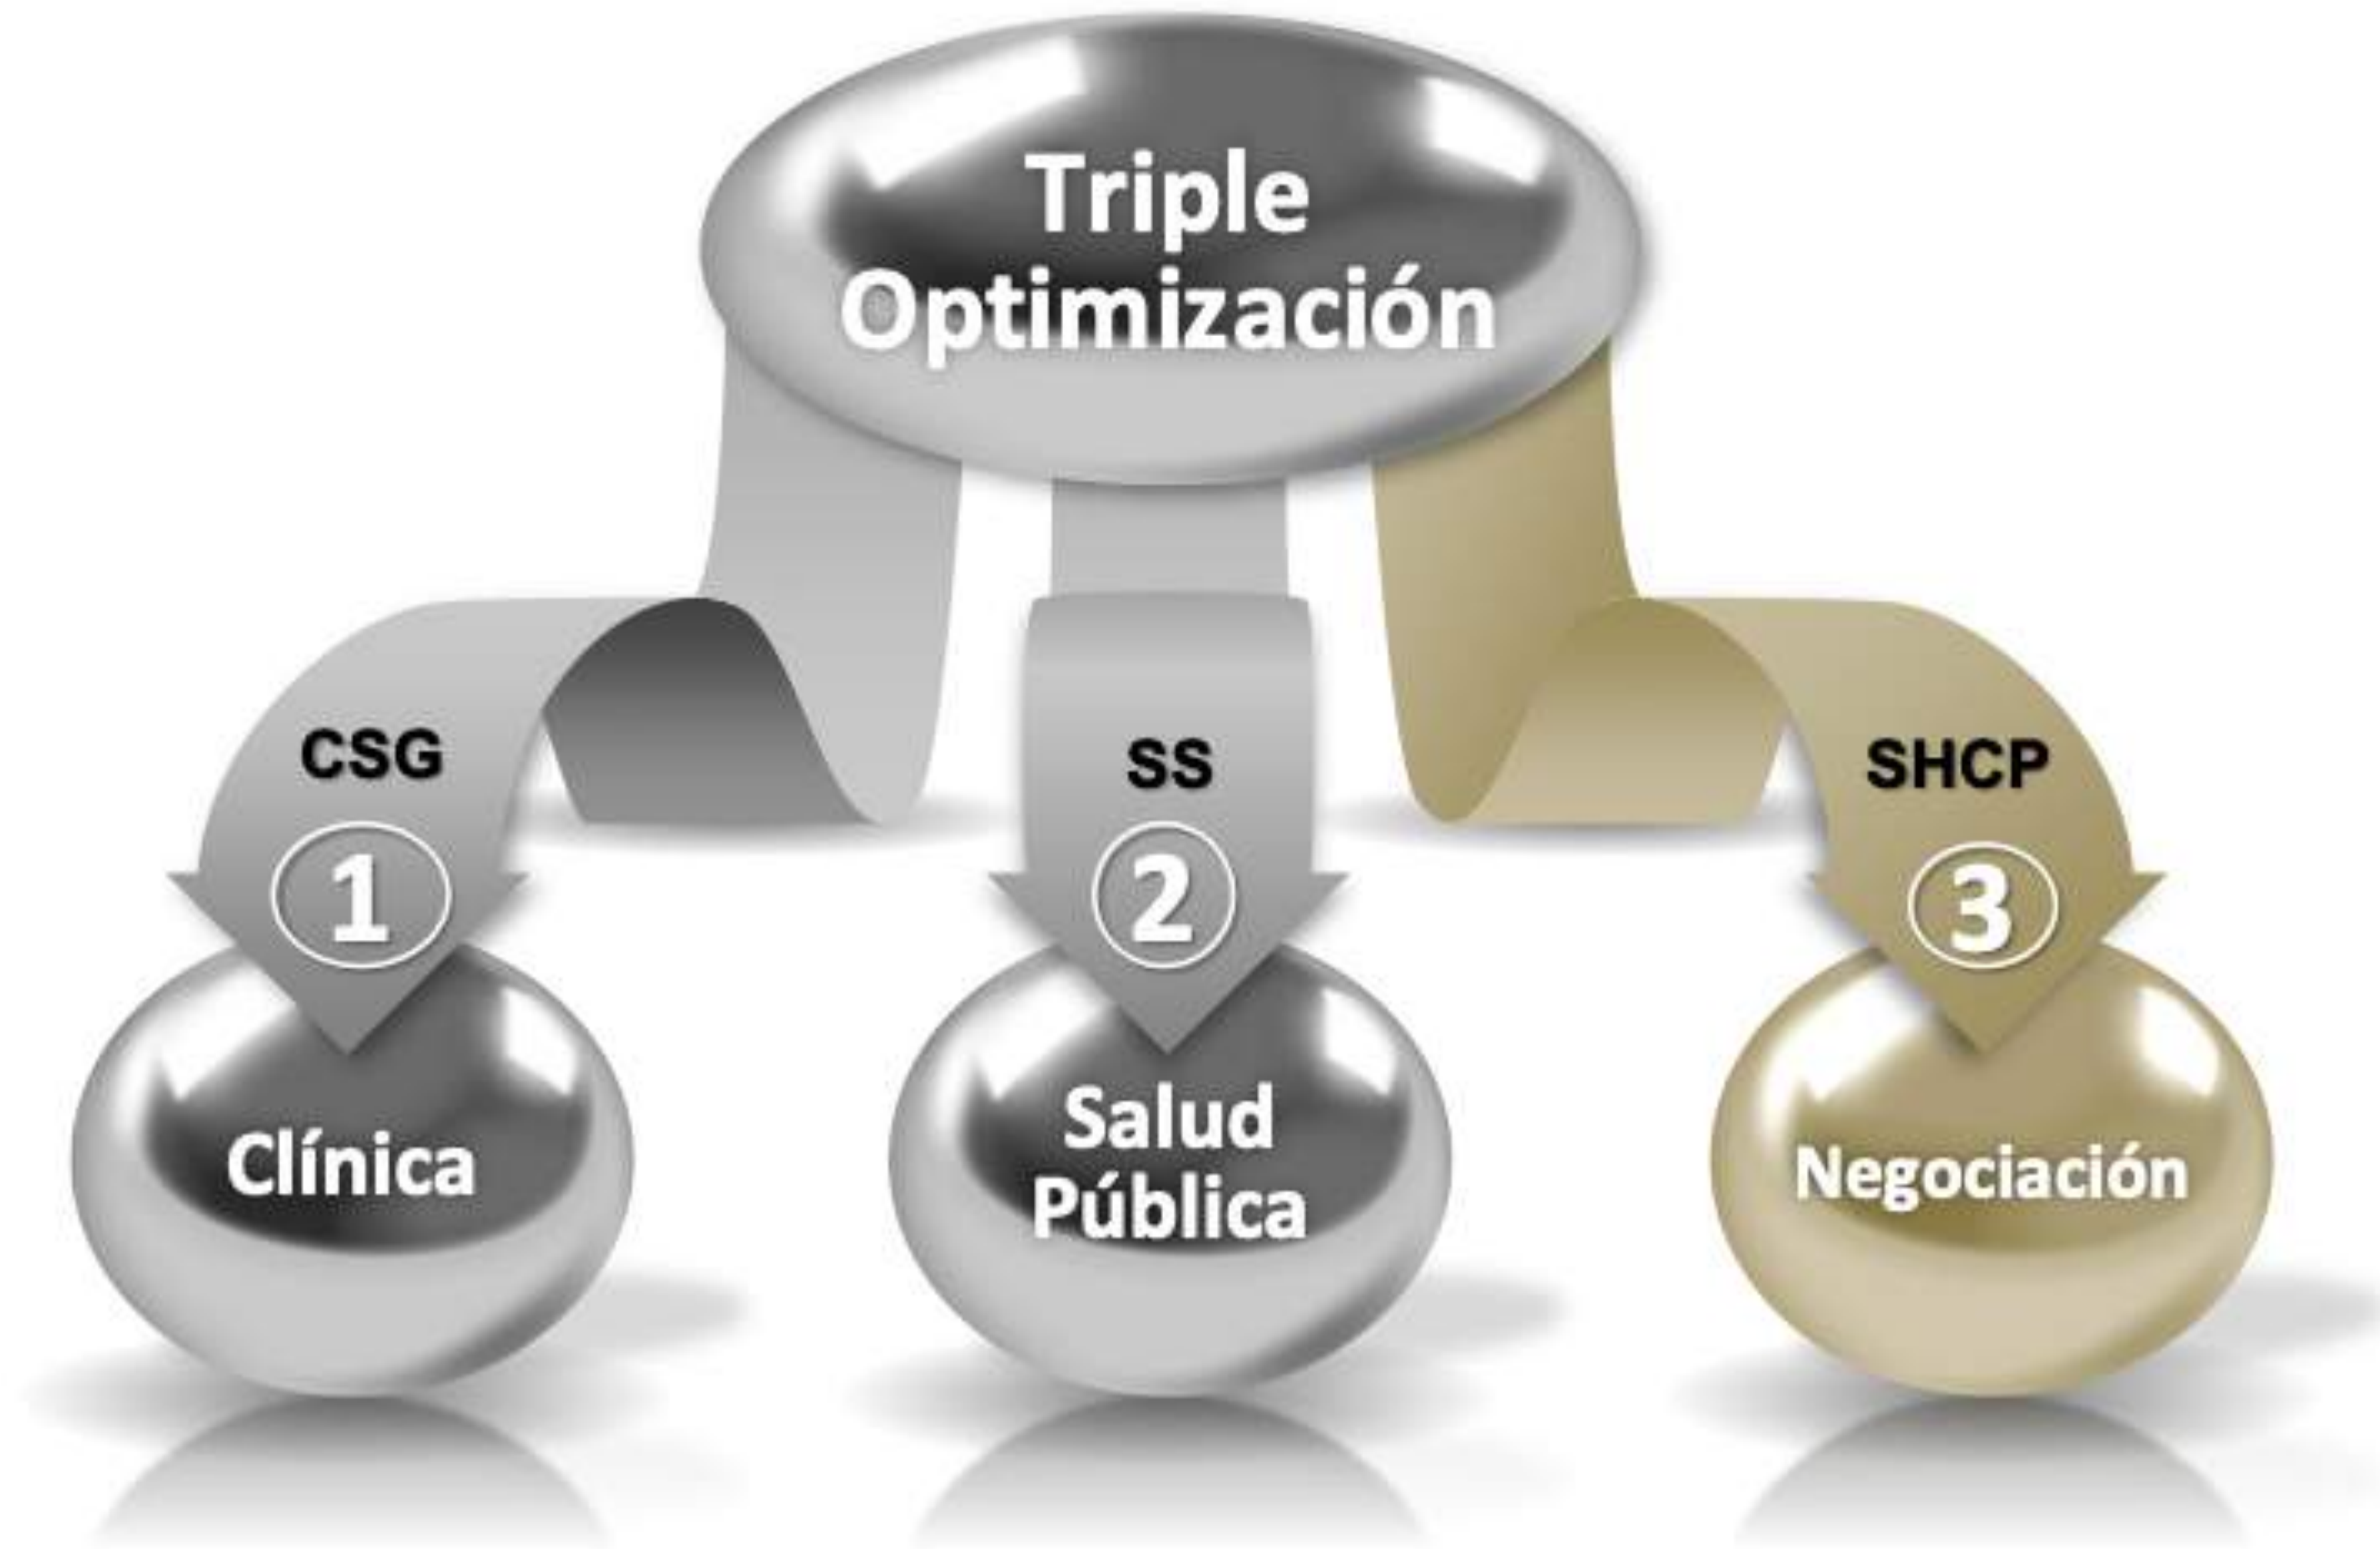 Triple
Optimización
CSG
1
Clínica
SS
2
Salud
Pública
SHCP
3
Negociación